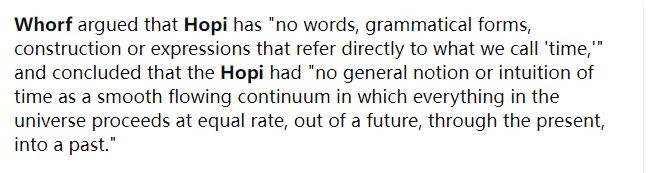 Whorf argued that Hopi has "no words, grammatical forms,
construction or expressions that refer directly to what we call 'time,'"
and concluded that the Hopi had "no general notion or intuition of
time as a smooth flowing continuum in which everything in the
universe proceeds at equal rate, out of a future, through the present,
into a past."